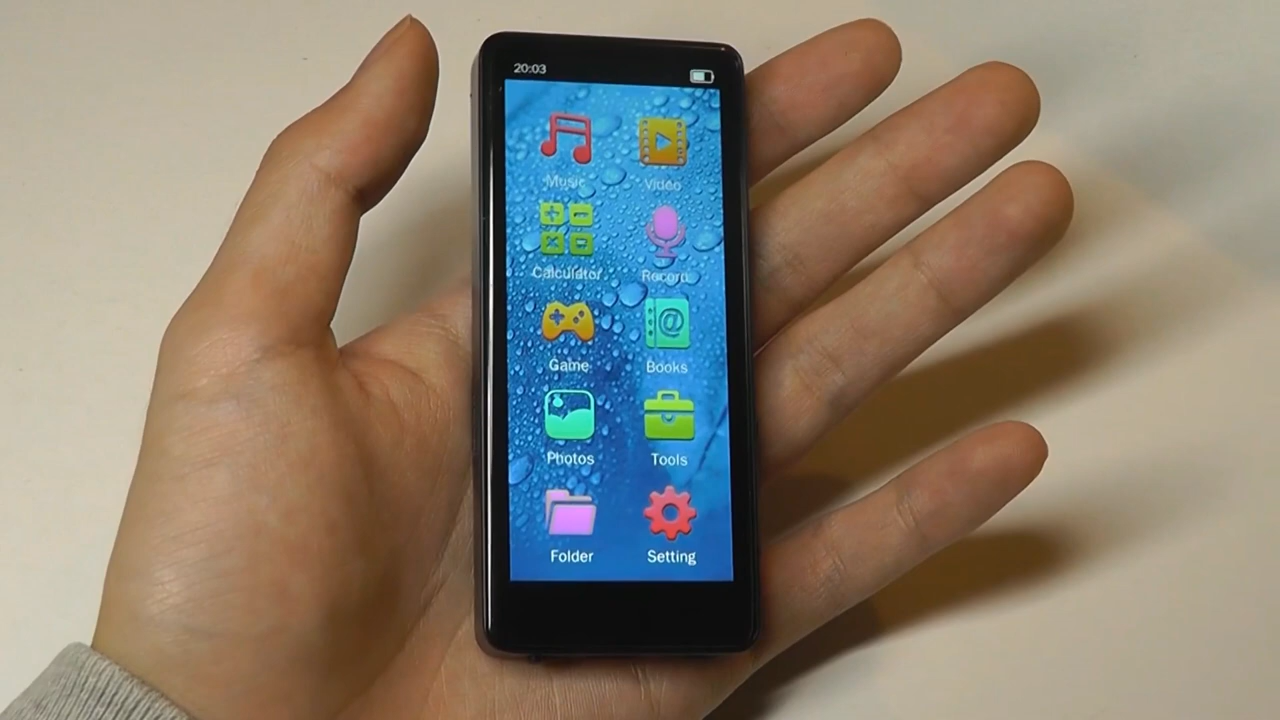 20:03
Music Video
Calculator Record
Game Books
@
Photos Tools
Folder Setting